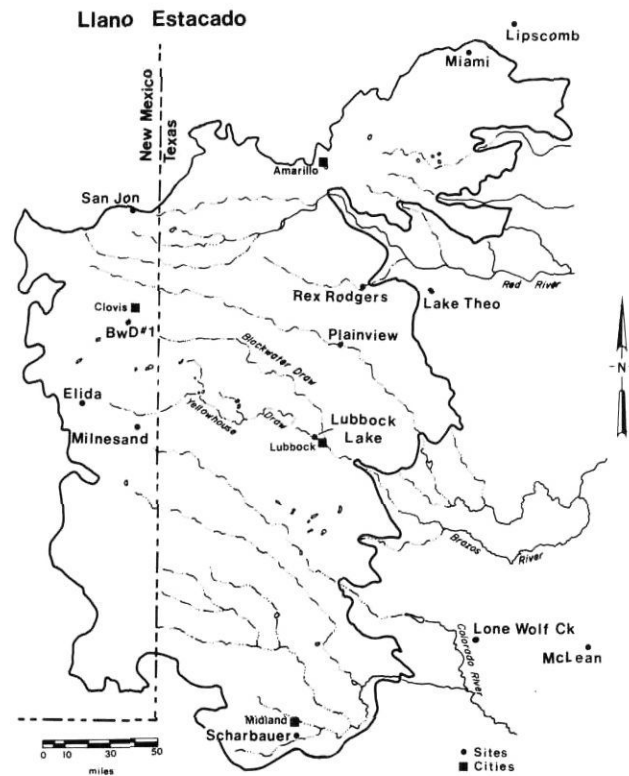 Llano Estacado
Lipscomb
Miami
New Mexico
Texas
Amarillo
San Jon
Red River
Rex Rodgers
Lake Theo
Clovis
BwD#1
Plainview
Blackwater Draw
N
Elida
Yellowhouse Draw
Milnesand
Lubbock
Lake
Lubbock
Brazos
River
Lone Wolf Ck
Colorado River
McLean
Midland
Scharbauer
0 10 20 30 40 50
miles
Sites
Cities